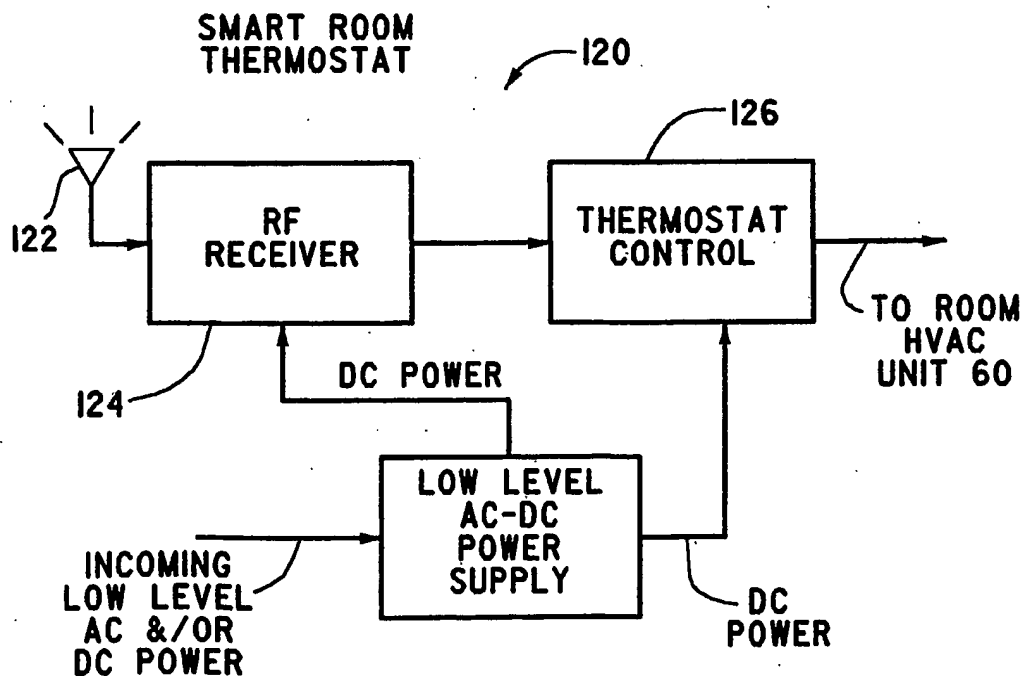 SMART ROOM
THERMOSTAT
120
126
122
RF
RECEIVER
THERMOSTAT
CONTROL
TO ROOM
HVAC
UNIT 60
124
DC POWER
LOW LEVEL
AC-DC
POWER
SUPPLY
INCOMING
LOW LEVEL
AC &/OR
DC POWER
DC
POWER